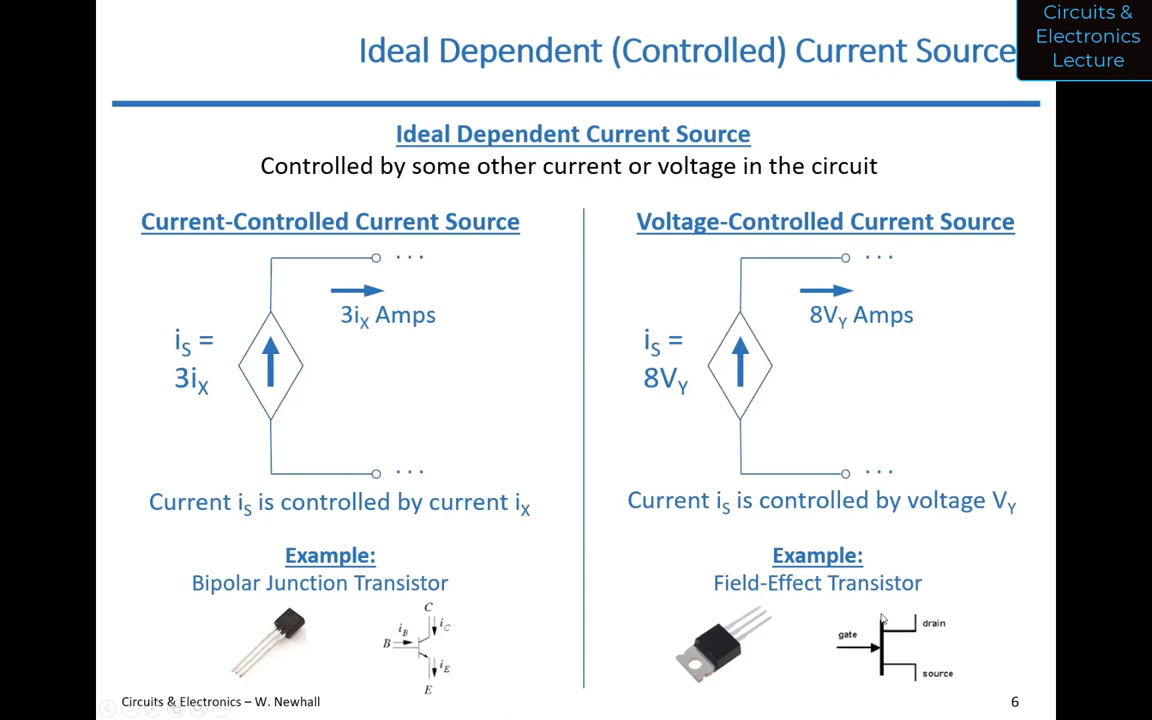 Circuits &
Electronics
Lecture
Ideal Dependent (Controlled) Current Source
Ideal Dependent Current Source
Controlled by some other current or voltage in the circuit
Current-Controlled Current Source
. . .
3iX Amps
iS =
3iX
. . .
Current iS is controlled by current iX
Example:
Bipolar Junction Transistor
C
iB
iC
B
iE
E
Voltage-Controlled Current Source
. . .
8VY Amps
iS =
8VY
. . .
Current iS is controlled by voltage VY
Example:
Field-Effect Transistor
drain
gate
source
Circuits & Electronics – W. Newhall
6